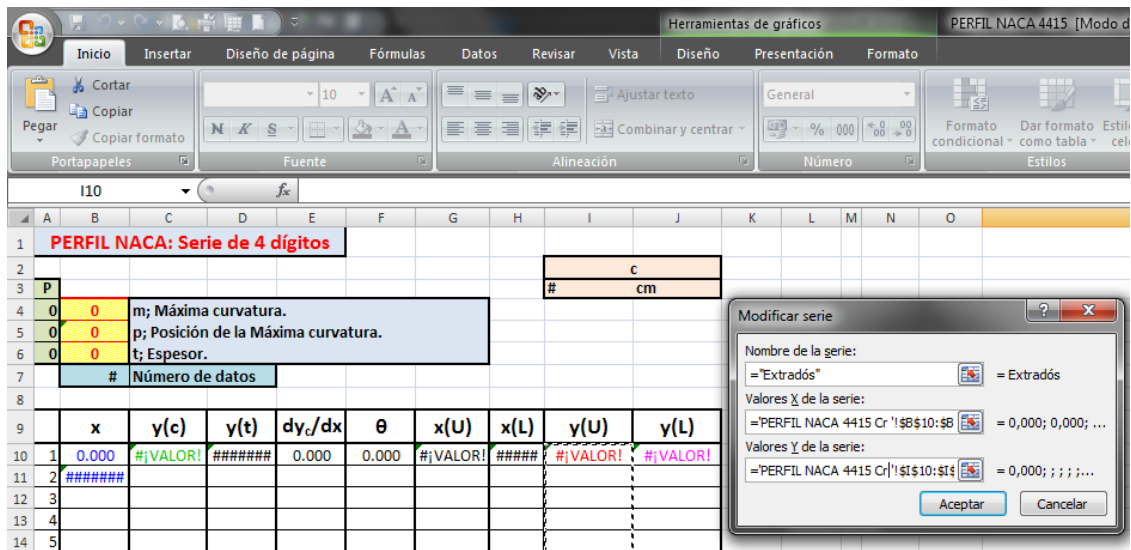 Herramientas de gráficos PERFIL NACA 4415 [Modo d
Inicio Insertar Diseño de página Fórmulas Datos Revisar Vista Diseño Presentación Formato
Pegar
Cortar
Copiar
Copiar formato
Portapapeles
10 A A
N K S A
Fuente
Ajustar texto
Combinar y centrar
Alineación
General
% 000
Número
Formato condicional
Dar formato como tabla
Estil
cel
Estilos
I10 fx
A B C D E F G H I J K L M N O
1 PERFIL NACA: Serie de 4 dígitos
2 c
3 P # cm
4 0 0 m; Máxima curvatura.
5 0 0 p; Posición de la Máxima curvatura.
6 0 0 t; Espesor.
7 # Número de datos
8
9 x y(c) y(t) dyc/dx θ x(U) x(L) y(U) y(L)
10 1 0.000 #¡VALOR! ####### 0.000 0.000 #¡VALOR! ##### #¡VALOR! #¡VALOR!
11 2 #######
12 3
13 4
14 5
Modificar serie
Nombre de la serie:
="Extradós" = Extradós
Valores X de la serie:
='PERFIL NACA 4415 Cr '!$B$10:$B = 0,000; 0,000; ...
Valores Y de la serie:
='PERFIL NACA 4415 Cr'!$I$10:$I$ = 0,000; ; ; ; ;...
Aceptar Cancelar